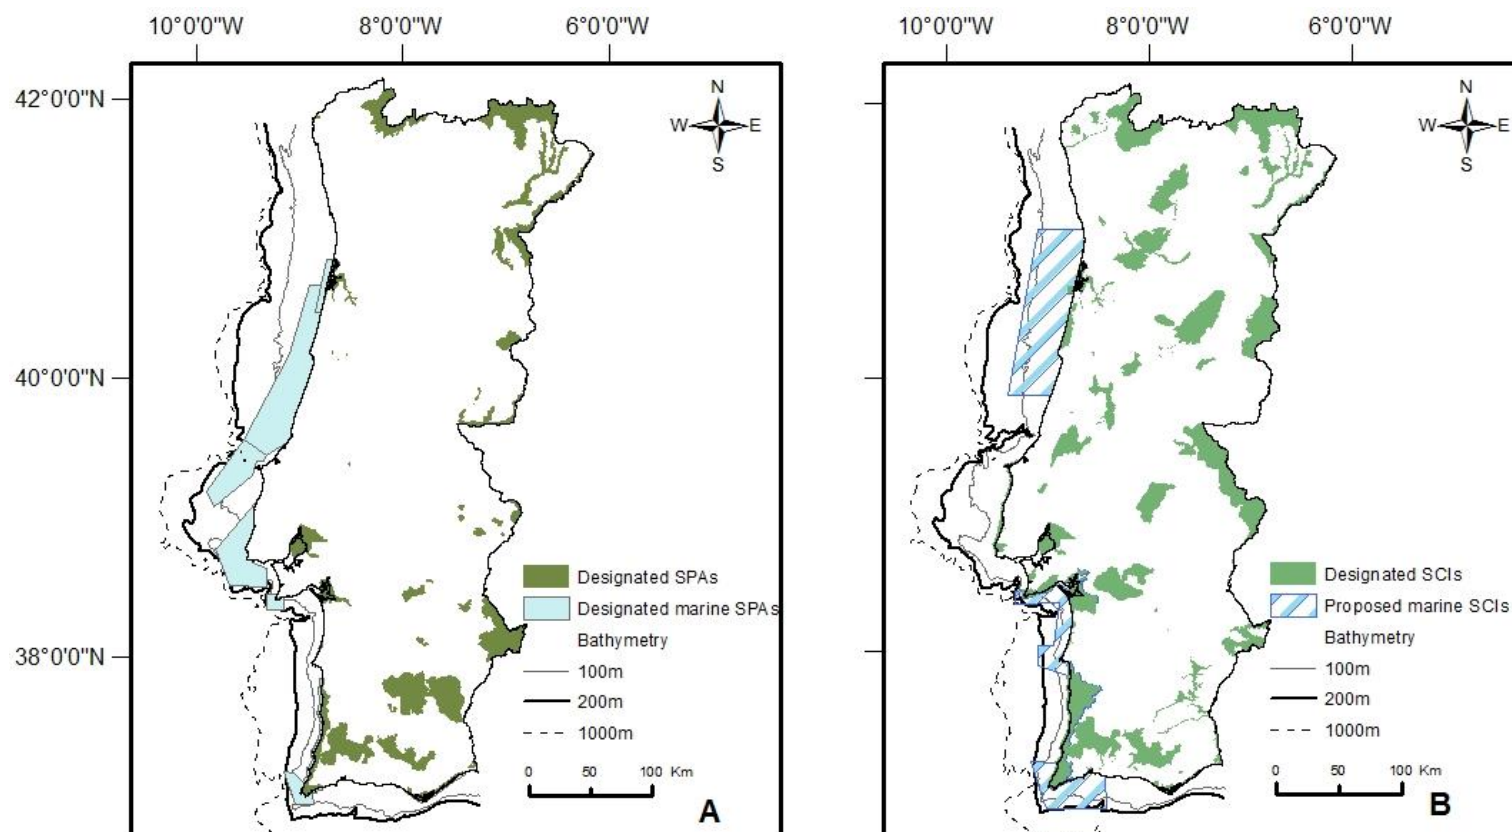 10°0'0"W 8°0'0"W 6°0'0"W
10°0'0"W 8°0'0"W 6°0'0"W
42°0'0"N
40°0'0"N
38°0'0"N
N
W E
S
Designated SPAs
Designated marine SPAs
Bathymetry
100m
200m
1000m
0 50 100 Km
A
N
W E
S
Designated SCIs
Proposed marine SCIs
Bathymetry
100m
200m
1000m
0 50 100 Km
B